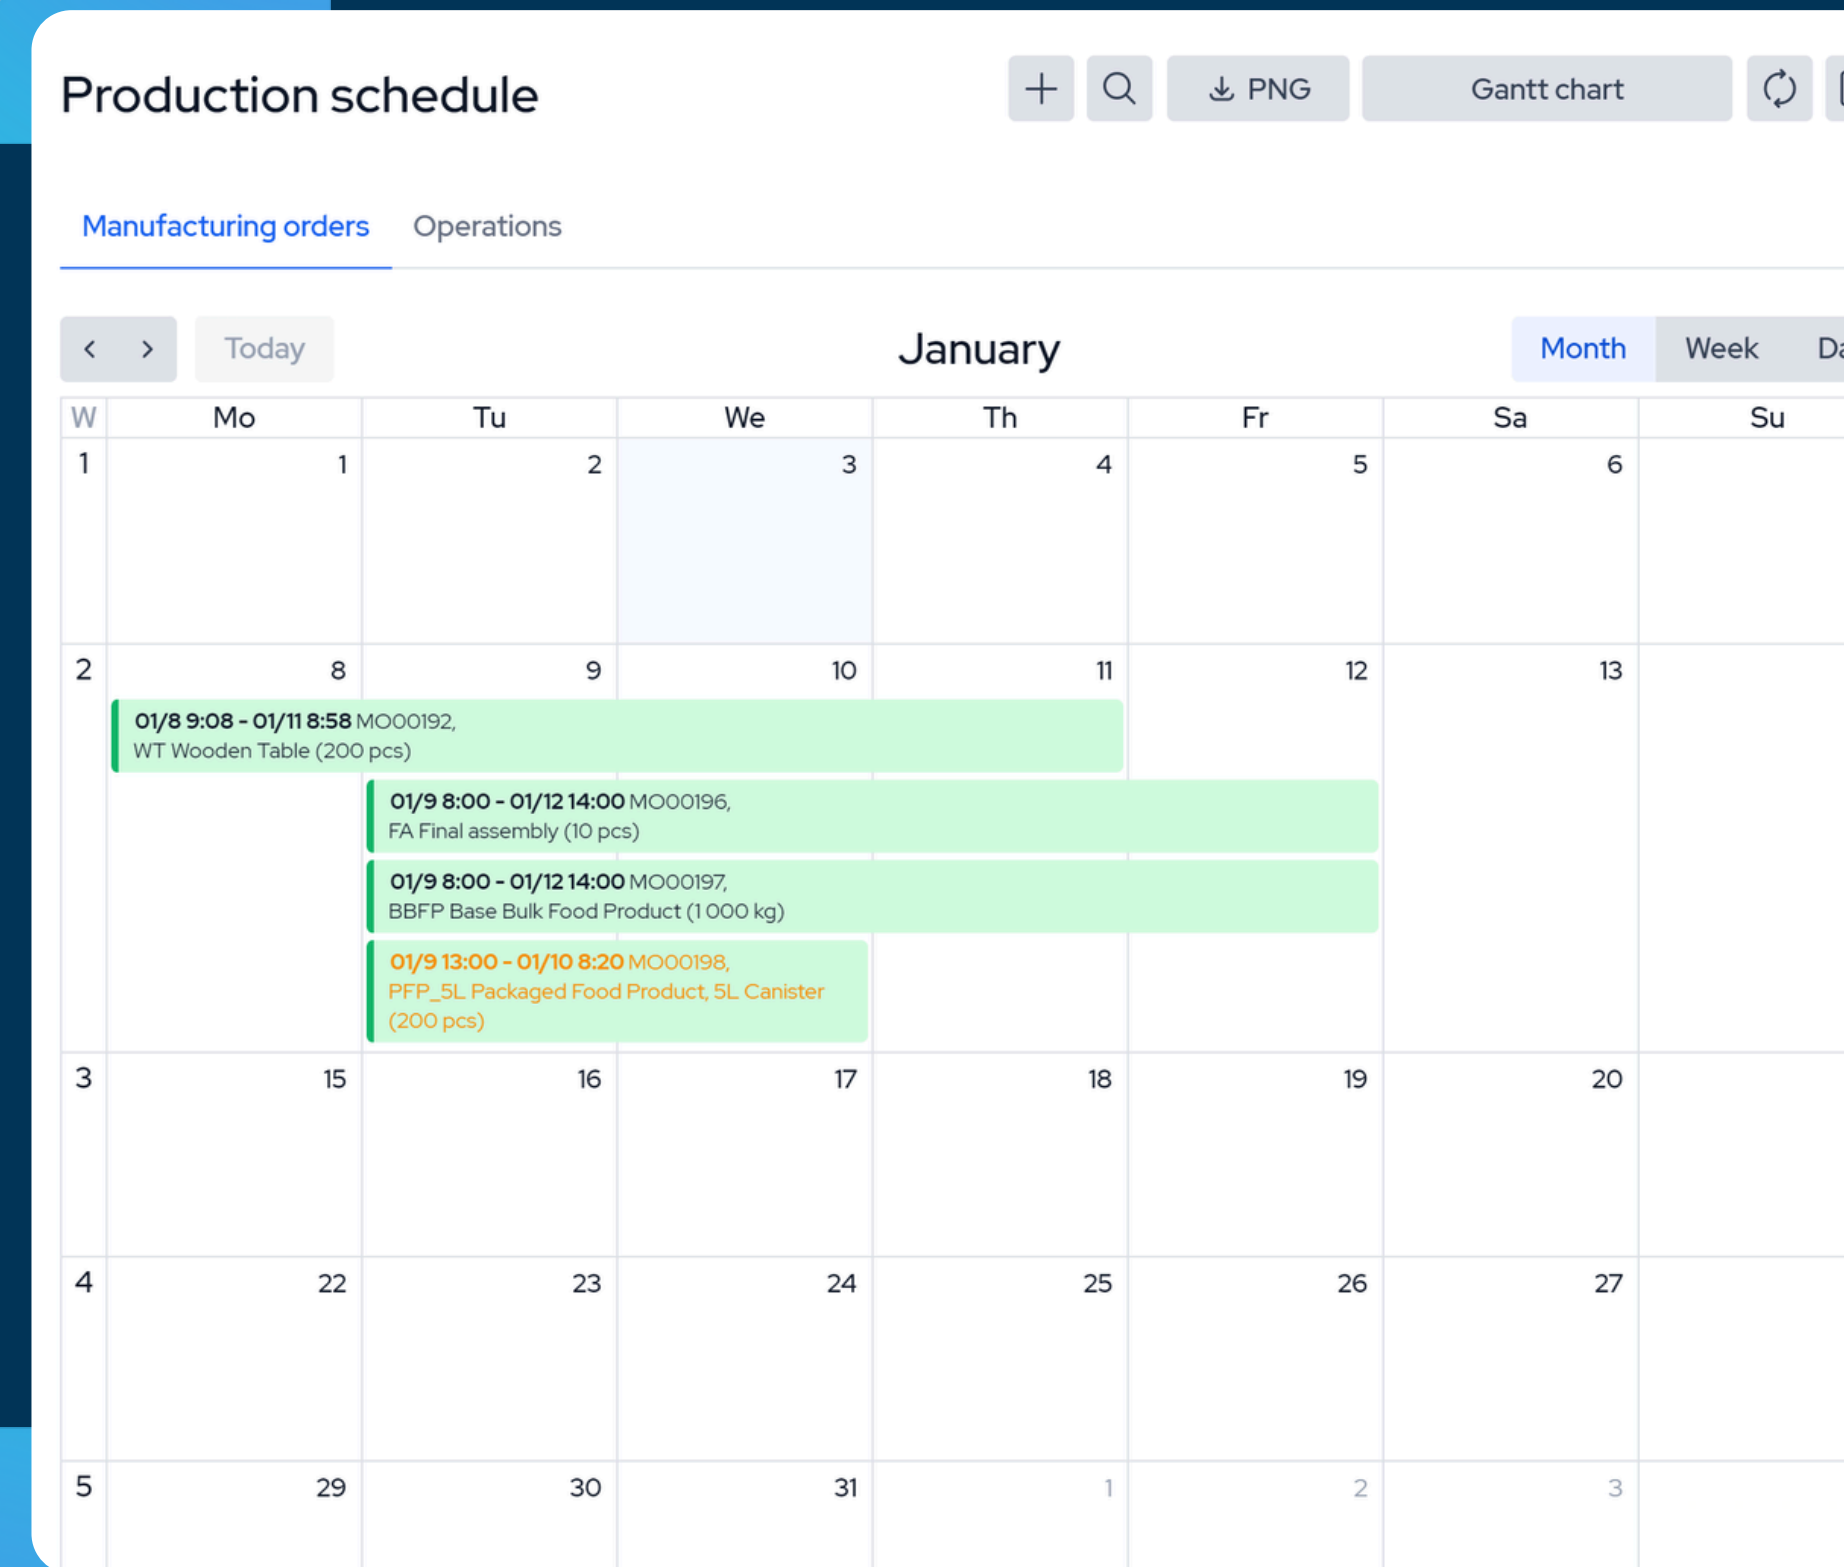 Production schedule
PNG
Gantt chart
Manufacturing orders Operations
Today
January
Month Week
W Mo Tu We Th Fr Sa Su
1 1 2 3 4 5 6
2 8 9 10 11 12 13
01/8 9:08 - 01/11 8:58 MO00192,
WT Wooden Table (200 pcs)
01/9 8:00 - 01/12 14:00 MO00196,
FA Final assembly (10 pcs)
01/9 8:00 - 01/12 14:00 MO00197,
BBFP Base Bulk Food Product (1 000 kg)
01/9 13:00 - 01/10 8:20 MO00198,
PFP_5L Packaged Food Product, 5L Canister
(200 pcs)
3 15 16 17 18 19 20
4 22 23 24 25 26 27
5 29 30 31 1 2 3